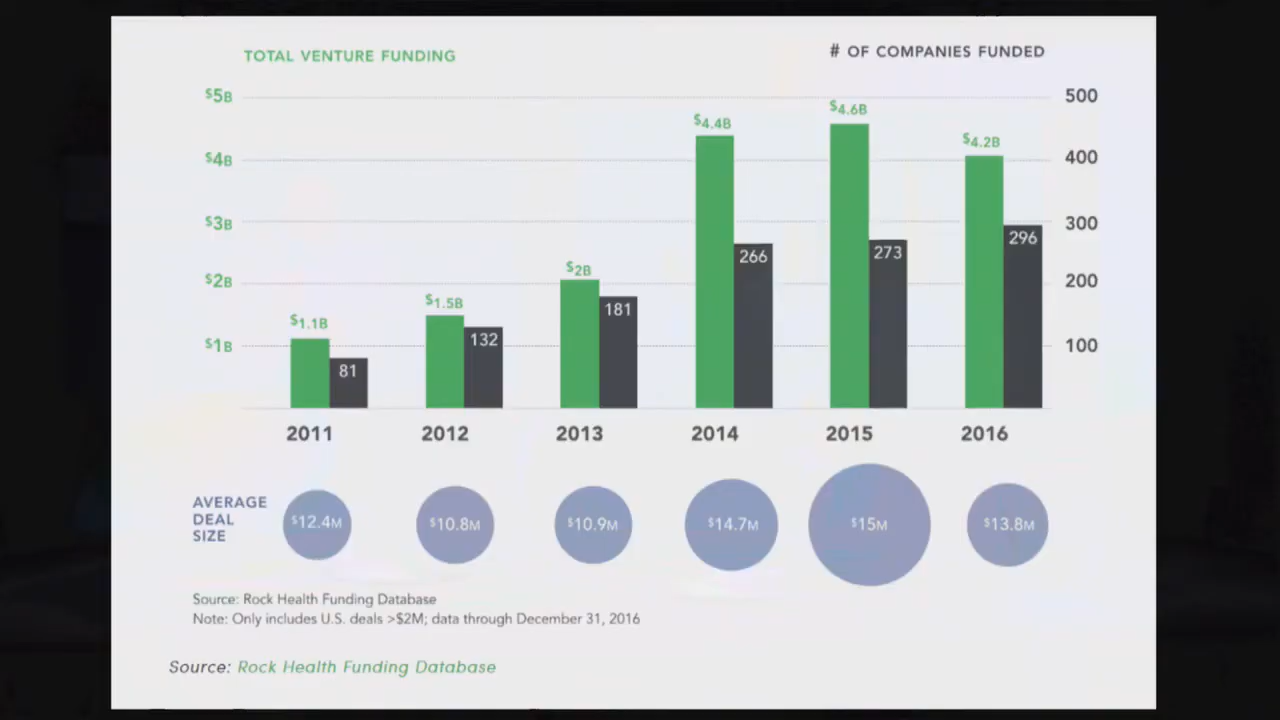 TOTAL VENTURE FUNDING
# OF COMPANIES FUNDED
$5B
500
$4B
400
$3B
300
$2B
200
$1B
100
$1.1B
81
$1.5B
132
$2B
181
$4.4B
266
$4.6B
273
$4.2B
296
2011 2012 2013 2014 2015 2016
AVERAGE
DEAL
SIZE
$12.4M $10.8M $10.9M $14.7M $15M $13.8M
Source: Rock Health Funding Database
Note: Only includes U.S. deals >$2M; data through December 31, 2016
Source: Rock Health Funding Database